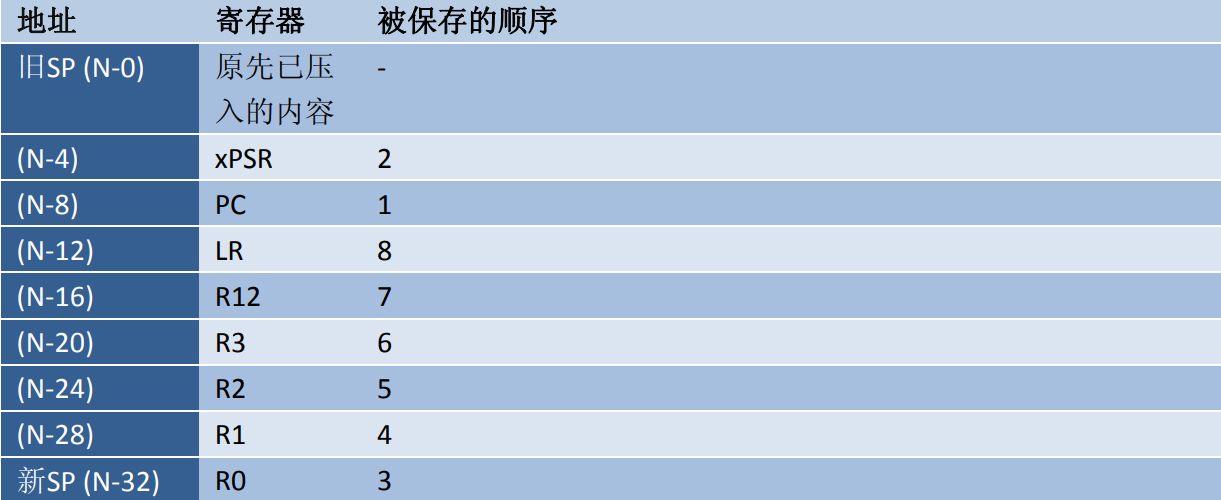 地址 寄存器 被保存的顺序
旧SP (N-0) 原先已压 -
入的内容
(N-4) xPSR 2
(N-8) PC 1
(N-12) LR 8
(N-16) R12 7
(N-20) R3 6
(N-24) R2 5
(N-28) R1 4
新SP (N-32) R0 3